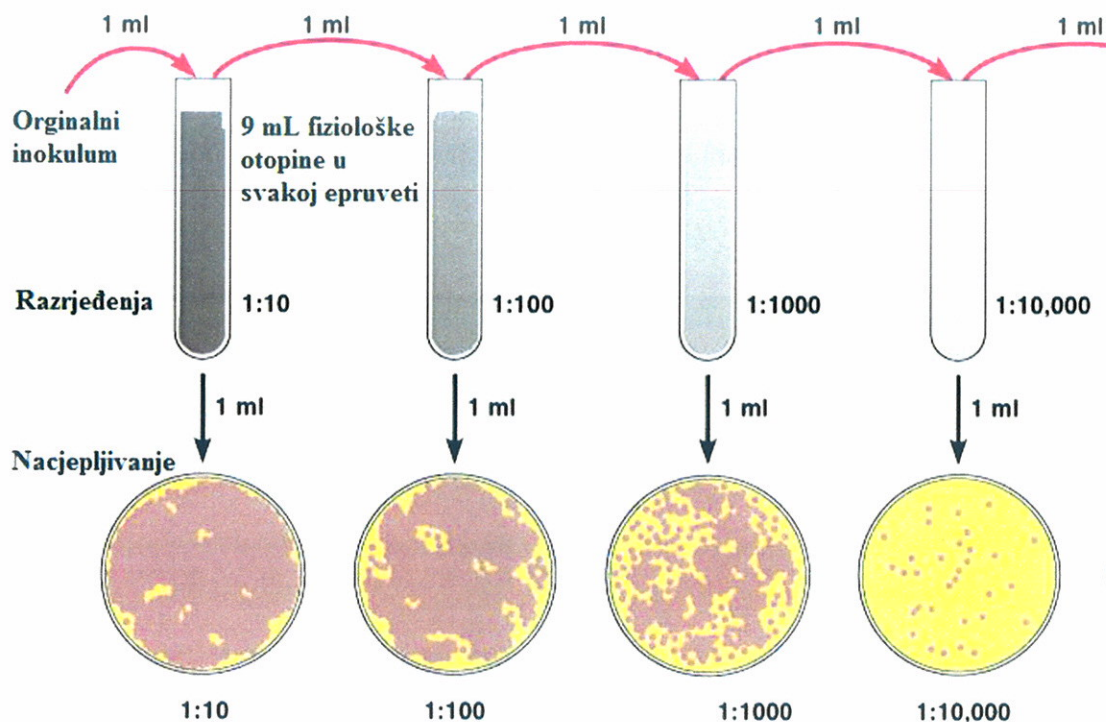 1 ml
1 ml
1 ml
1 ml
1 ml
Orginalni
inokulum
9 mL fiziološke
otopine u
svakoj epruveti
Razrjeđenja
1:10
1:100
1:1000
1:10,000
1 ml
1 ml
1 ml
1 ml
Nacjepljivanje
1:10
1:100
1:1000
1:10,000